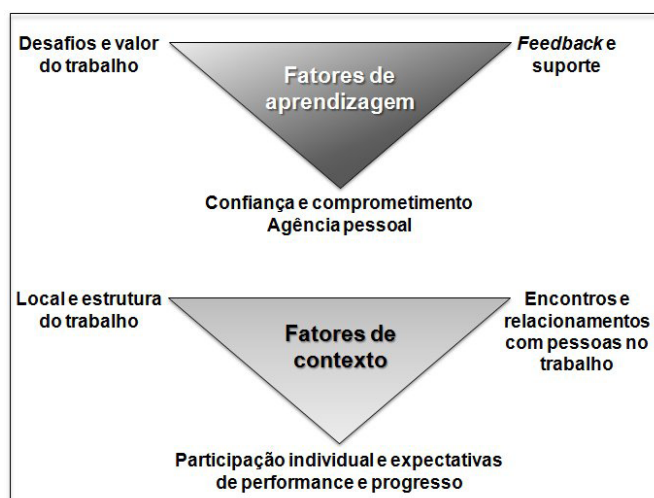 Desafios e valor
do trabalho
Feedback e
suporte
Fatores de
aprendizagem
Confiança e comprometimento
Agência pessoal
Local e estrutura
do trabalho
Encontros e
relacionamentos
com pessoas no
trabalho
Fatores de
contexto
Participação individual e expectativas
de performance e progresso